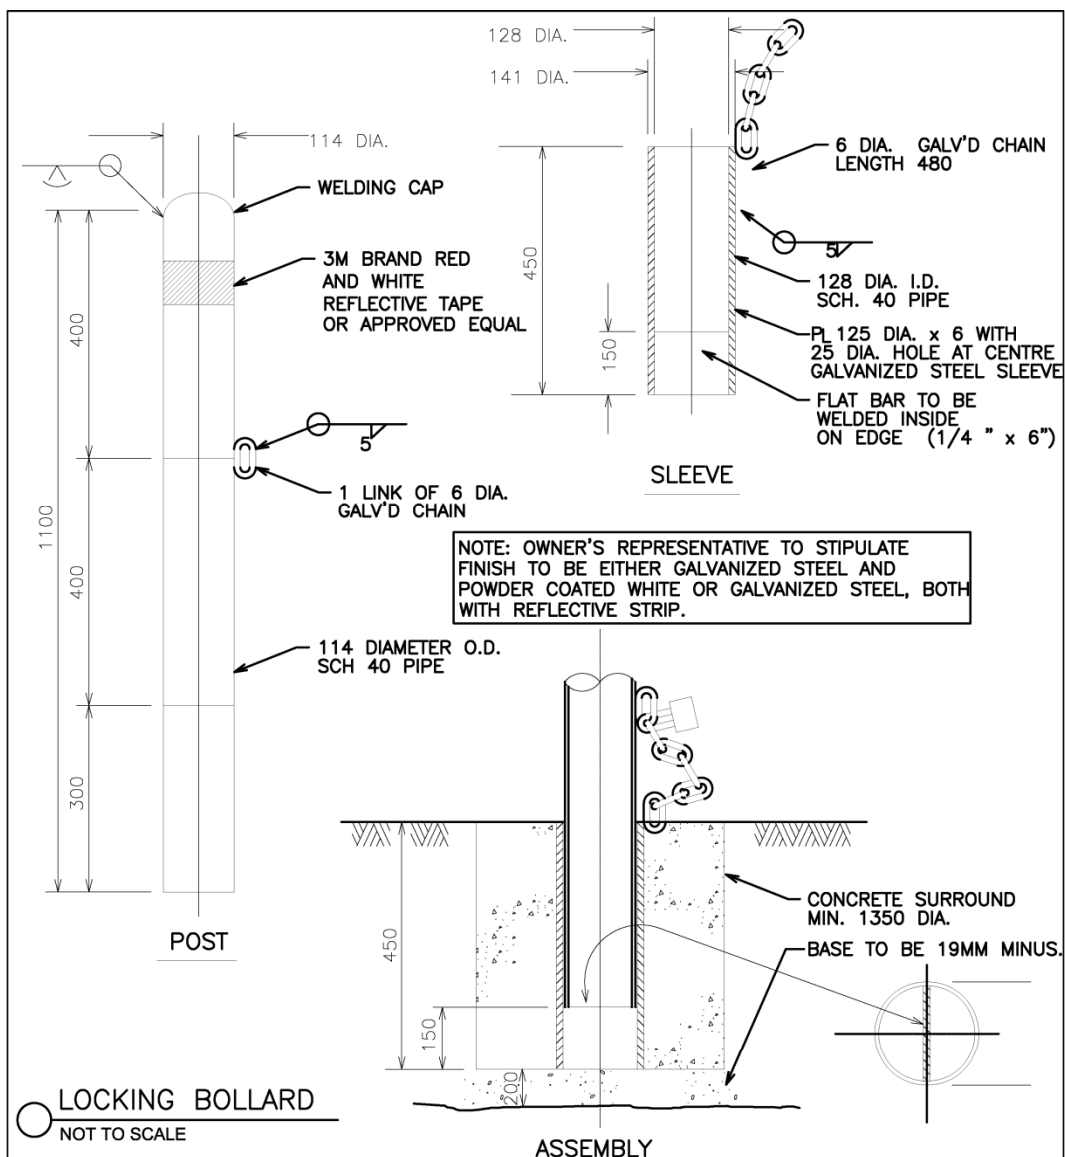 128 DIA.
141 DIA.
114 DIA.
6 DIA. GALV'D CHAIN
LENGTH 480
WELDING CAP
3M BRAND RED
AND WHITE
REFLECTIVE TAPE
OR APPROVED EQUAL
400
450
150
5
128 DIA. I.D.
SCH. 40 PIPE
PL 125 DIA. x 6 WITH
25 DIA. HOLE AT CENTRE
GALVANIZED STEEL SLEEVE
FLAT BAR TO BE
WELDED INSIDE
ON EDGE (1/4 " x 6")
SLEEVE
5
1 LINK OF 6 DIA.
GALV'D CHAIN
1100
400
NOTE: OWNER'S REPRESENTATIVE TO STIPULATE
FINISH TO BE EITHER GALVANIZED STEEL AND
POWDER COATED WHITE OR GALVANIZED STEEL, BOTH
WITH REFLECTIVE STRIP.
114 DIAMETER O.D.
SCH 40 PIPE
300
POST
450
150
200
CONCRETE SURROUND
MIN. 1350 DIA.
BASE TO BE 19MM MINUS.
LOCKING BOLLARD
NOT TO SCALE
ASSEMBLY